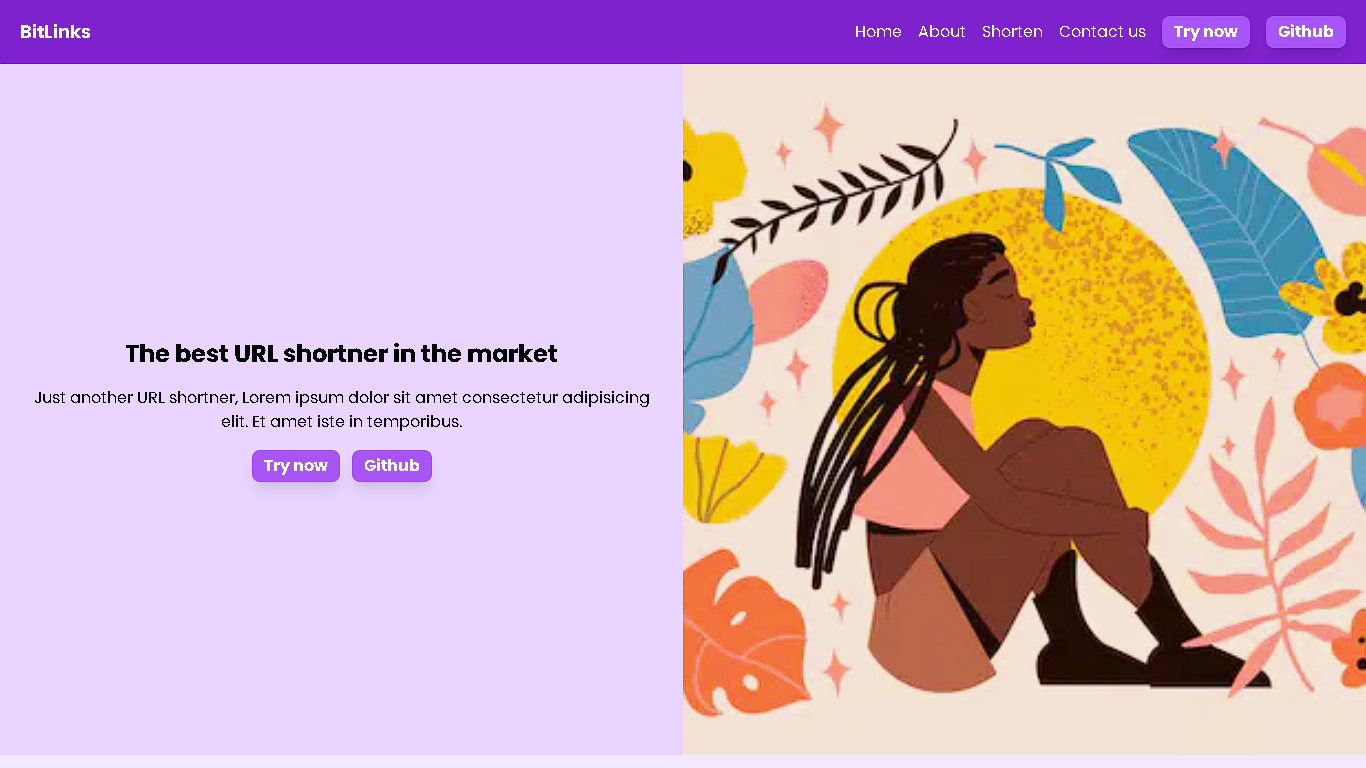 BitLinks
Home About Shorten Contact us Try now Github
The best URL shortner in the market
Just another URL shortner, Lorem ipsum dolor sit amet consectetur adipisicing
elit. Et amet iste in temporibus.
Try now Github